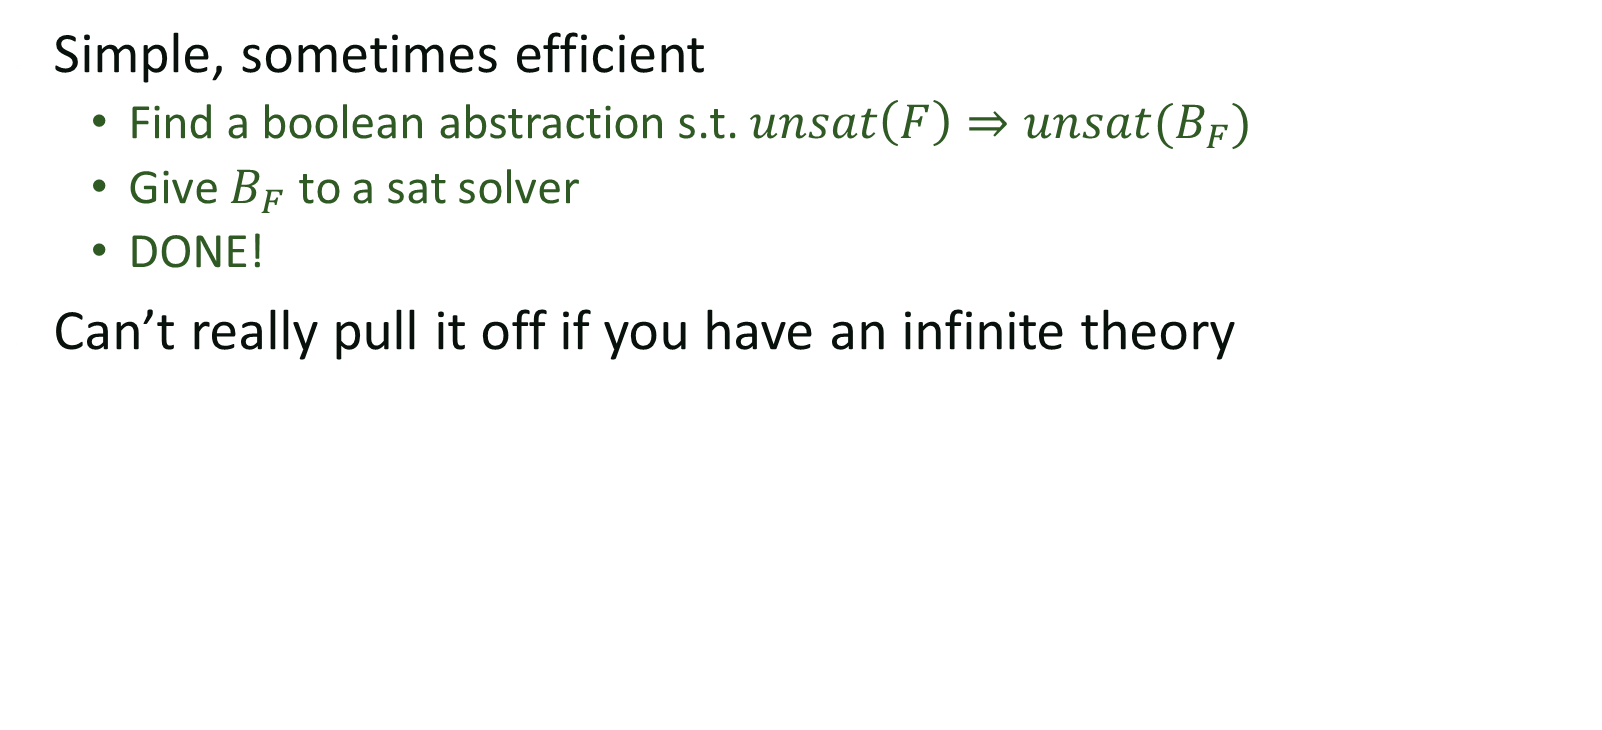 Simple, sometimes efficient
• Find a boolean abstraction s.t. unsat(F) ⇒ unsat(B_F)
• Give B_F to a sat solver
• DONE!
Can’t really pull it off if you have an infinite theory